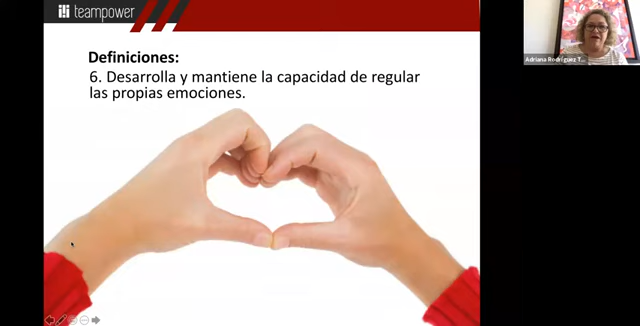 teampower
Definiciones:
6. Desarrolla y mantiene la capacidad de regular
las propias emociones.
Adriana Rodríguez T...